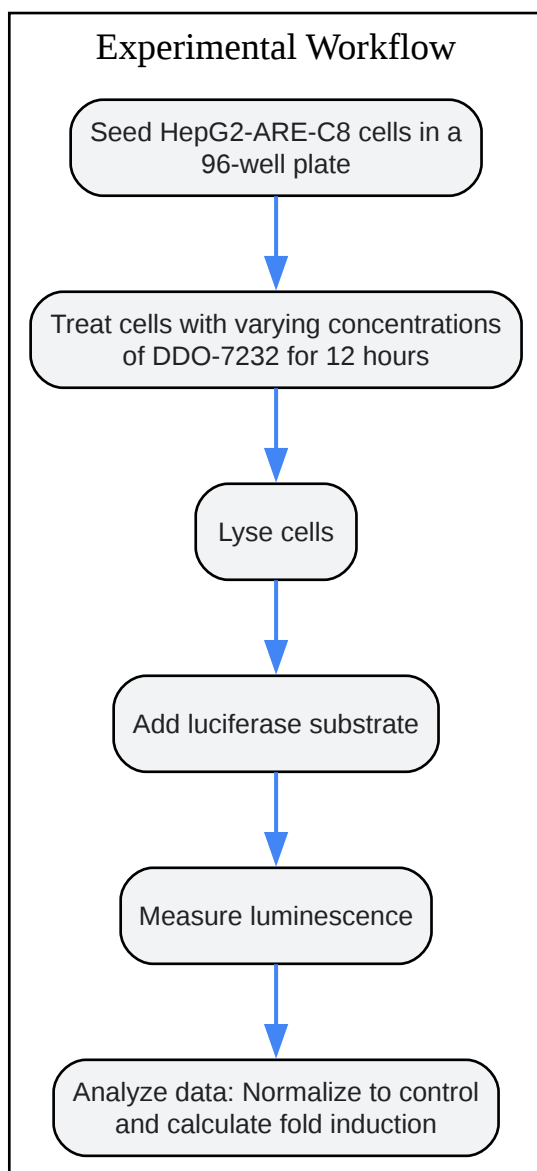 Experimental Workflow
Seed HepG2-ARE-C8 cells in a
96-well plate
Treat cells with varying concentrations
of DDO-7232 for 12 hours
Lyse cells
Add luciferase substrate
Measure luminescence
Analyze data: Normalize to control
and calculate fold induction